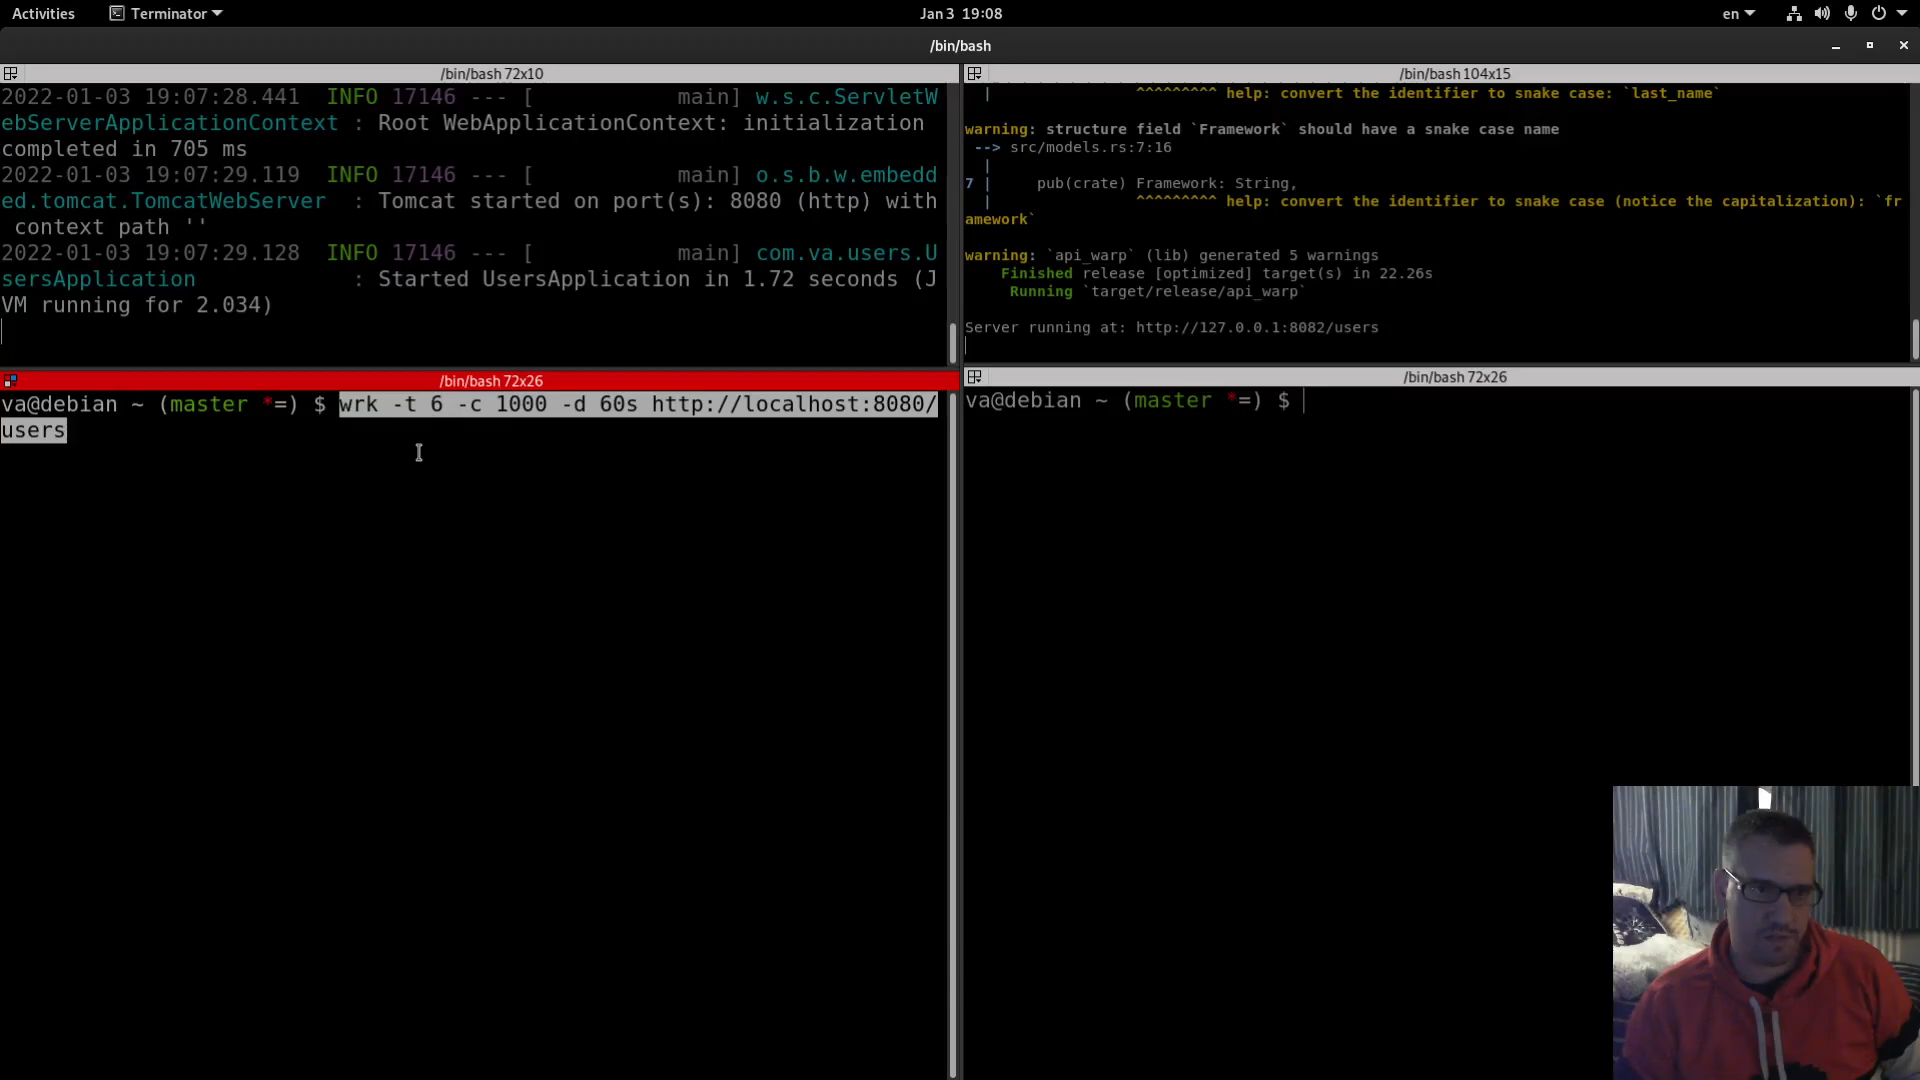 Activities Terminator Jan 3 19:08 en
/bin/bash
/bin/bash 72x10
2022-01-03 19:07:28.441  INFO 17146 --- [           main] w.s.c.ServletW
ebServerApplicationContext : Root WebApplicationContext: initialization
completed in 705 ms
2022-01-03 19:07:29.119  INFO 17146 --- [           main] o.s.b.w.embedd
ed.tomcat.TomcatWebServer  : Tomcat started on port(s): 8080 (http) with
 context path ''
2022-01-03 19:07:29.128  INFO 17146 --- [           main] com.va.users.U
sersApplication            : Started UsersApplication in 1.72 seconds (J
VM running for 2.034)
/bin/bash 104x15
  |                ^^^^^^^^^ help: convert the identifier to snake case: `last_name`
warning: structure field `Framework` should have a snake case name
 --> src/models.rs:7:16
  |
7 |     pub(crate) Framework: String,
  |                ^^^^^^^^^ help: convert the identifier to snake case (notice the capitalization): `fr
amework`
warning: `api_warp` (lib) generated 5 warnings
    Finished release [optimized] target(s) in 22.26s
     Running `target/release/api_warp`
Server running at: http://127.0.0.1:8082/users
/bin/bash 72x26
va@debian ~ (master *=) $ wrk -t 6 -c 1000 -d 60s http://localhost:8080/
users
/bin/bash 72x26
va@debian ~ (master *=) $